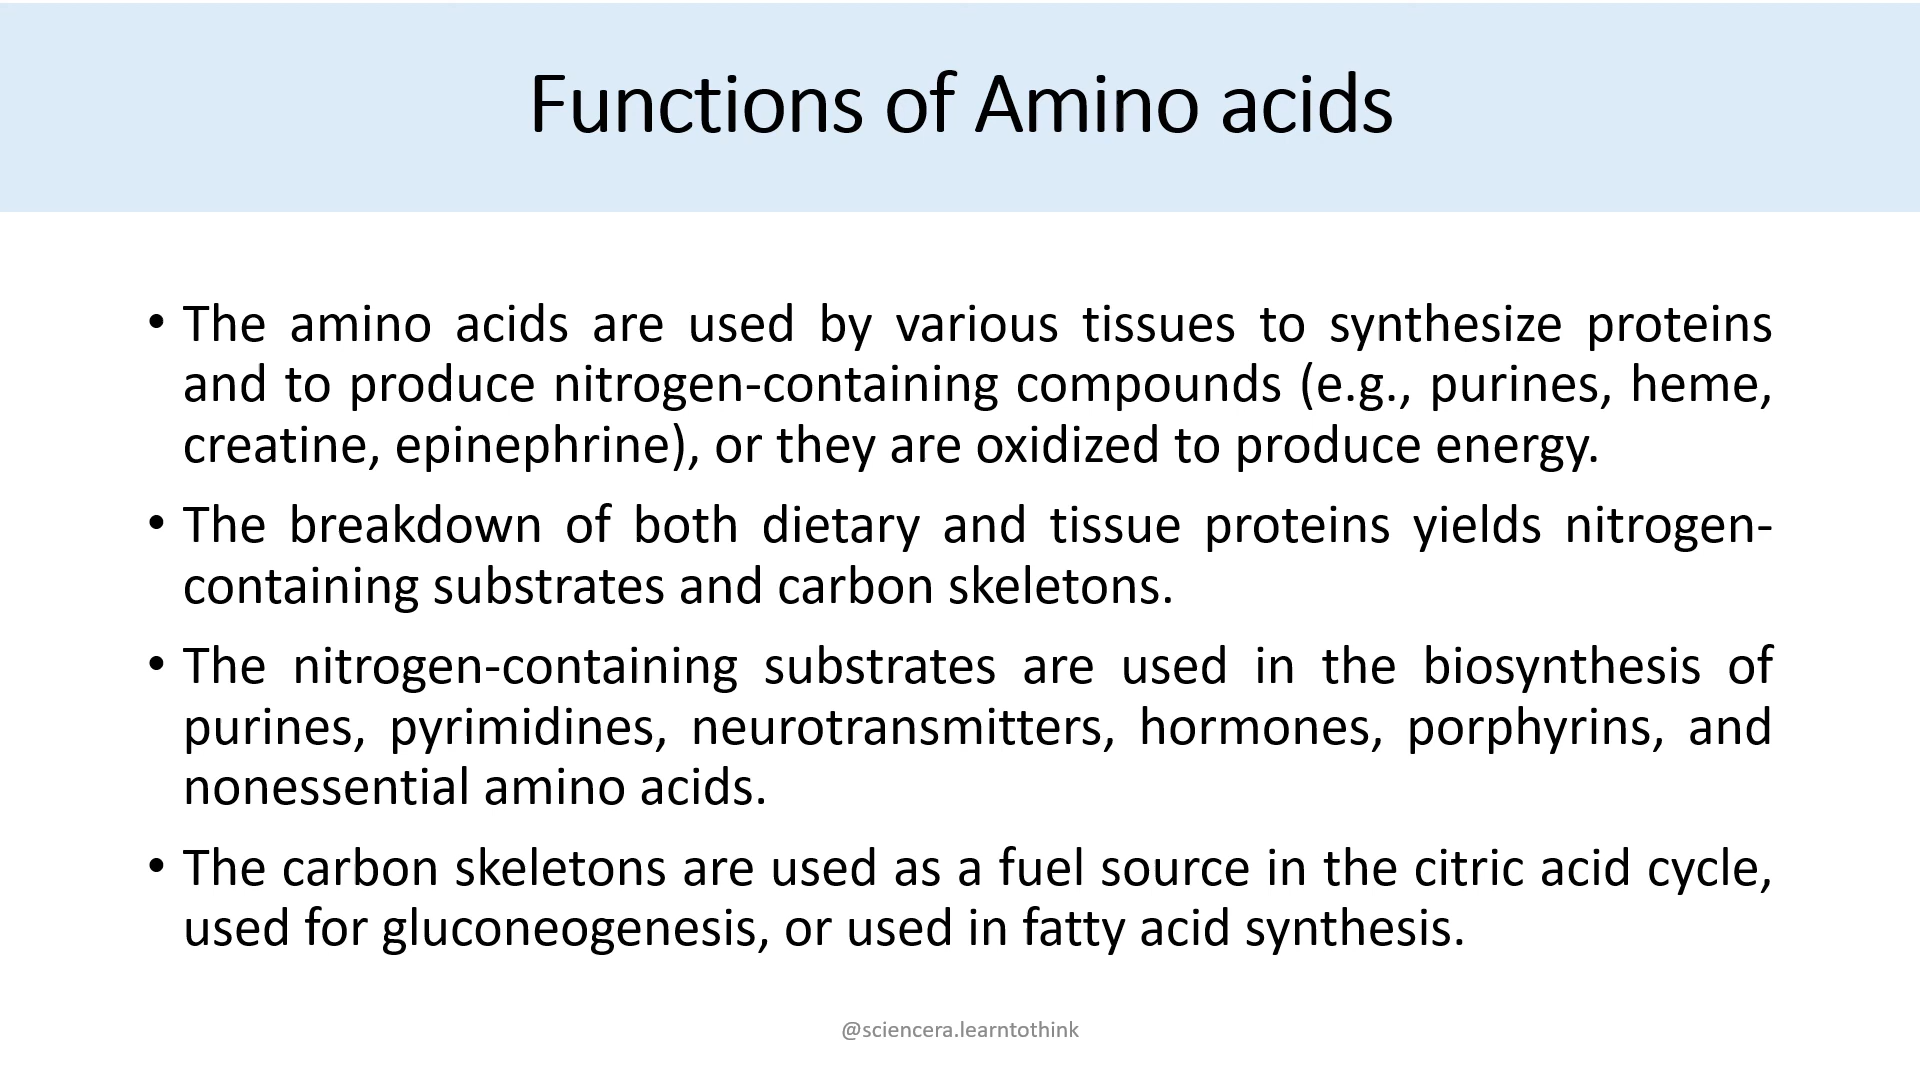 Functions of Amino acids
• The amino acids are used by various tissues to synthesize proteins
and to produce nitrogen-containing compounds (e.g., purines, heme,
creatine, epinephrine), or they are oxidized to produce energy.
• The breakdown of both dietary and tissue proteins yields nitrogen-
containing substrates and carbon skeletons.
• The nitrogen-containing substrates are used in the biosynthesis of
purines, pyrimidines, neurotransmitters, hormones, porphyrins, and
nonessential amino acids.
• The carbon skeletons are used as a fuel source in the citric acid cycle,
used for gluconeogenesis, or used in fatty acid synthesis.
@sciencera.learntothink